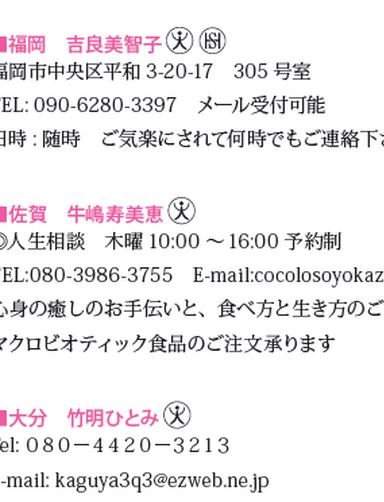 ■福岡　吉良美智子
福岡市中央区平和 3-20-17　305 号室
TEL: 090-6280-3397　メール受付可能
日時 : 随時　ご気楽にされて何時でもご連絡下さ
■佐賀　牛嶋寿美恵
◎人生相談　木曜 10:00 ～ 16:00 予約制
TEL:080-3986-3755　E-mail:cocolosoyokaz
心身の癒しのお手伝いと、食べ方と生き方のご
マクロビオティック食品のご注文承ります
■大分　竹明ひとみ
Tel: ０８０－４４２０－３２１３
e-mail: kaguya3q3@ezweb.ne.jp